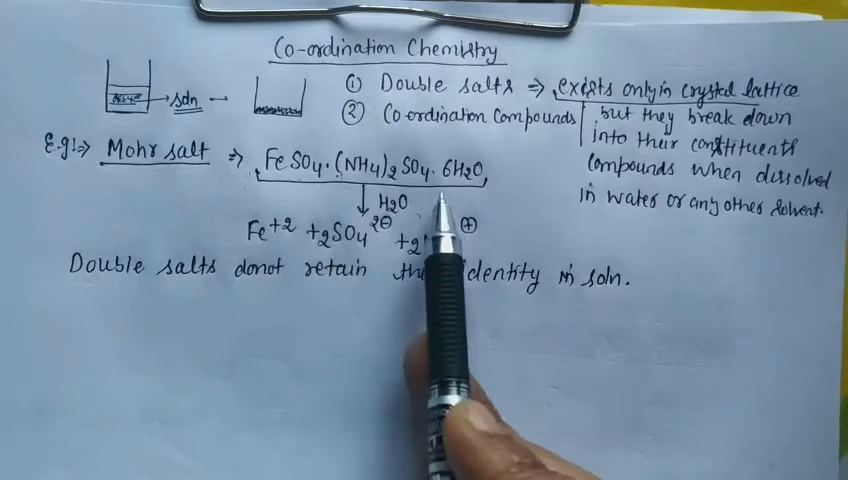 Co-ordination Chemistry
① Double salts ⇒ exists only in crystal lattice
soln
② Co-ordination Compounds
but they break down
into their constituents
compounds when dissolved
in water or any other solvent.
E.g:⇒ Mohr salt ⇒ FeSO4·(NH4)2SO4·6H2O
H2O
Fe+2 + 2SO4 2⊖ + 2 ⊕
Double salts donot retain identity in soln.